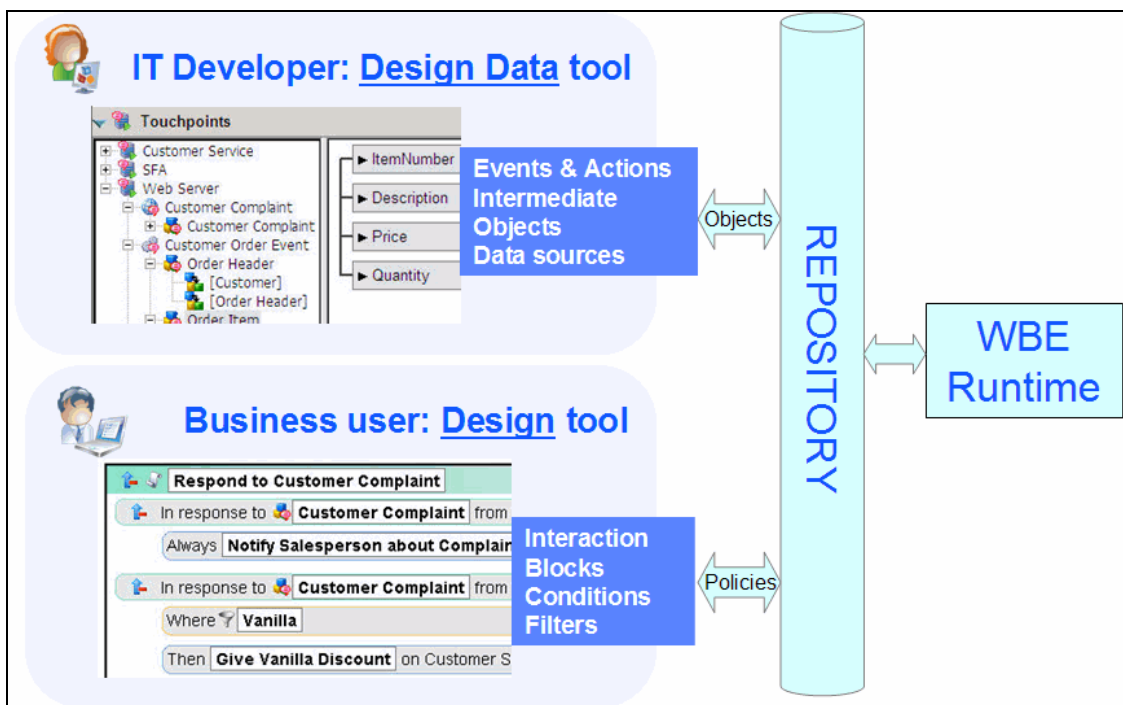 IT Developer: Design Data tool
Touchpoints
Customer Service
SFA
Web Server
Customer Complaint
Customer Complaint
Customer Order Event
Order Header
[Customer]
[Order Header]
Order Item
ItemNumber
Description
Price
Quantity
Events & Actions
Intermediate
Objects
Data sources
Objects
Business user: Design tool
Respond to Customer Complaint
In response to Customer Complaint from
Always Notify Salesperson about Complain
In response to Customer Complaint from
Where Vanilla
Then Give Vanilla Discount on Customer S
Interaction
Blocks
Conditions
Filters
Policies
REPOSITORY
WBE
Runtime